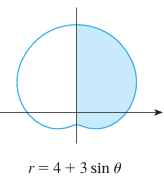 r = 4 + 3 sin θ